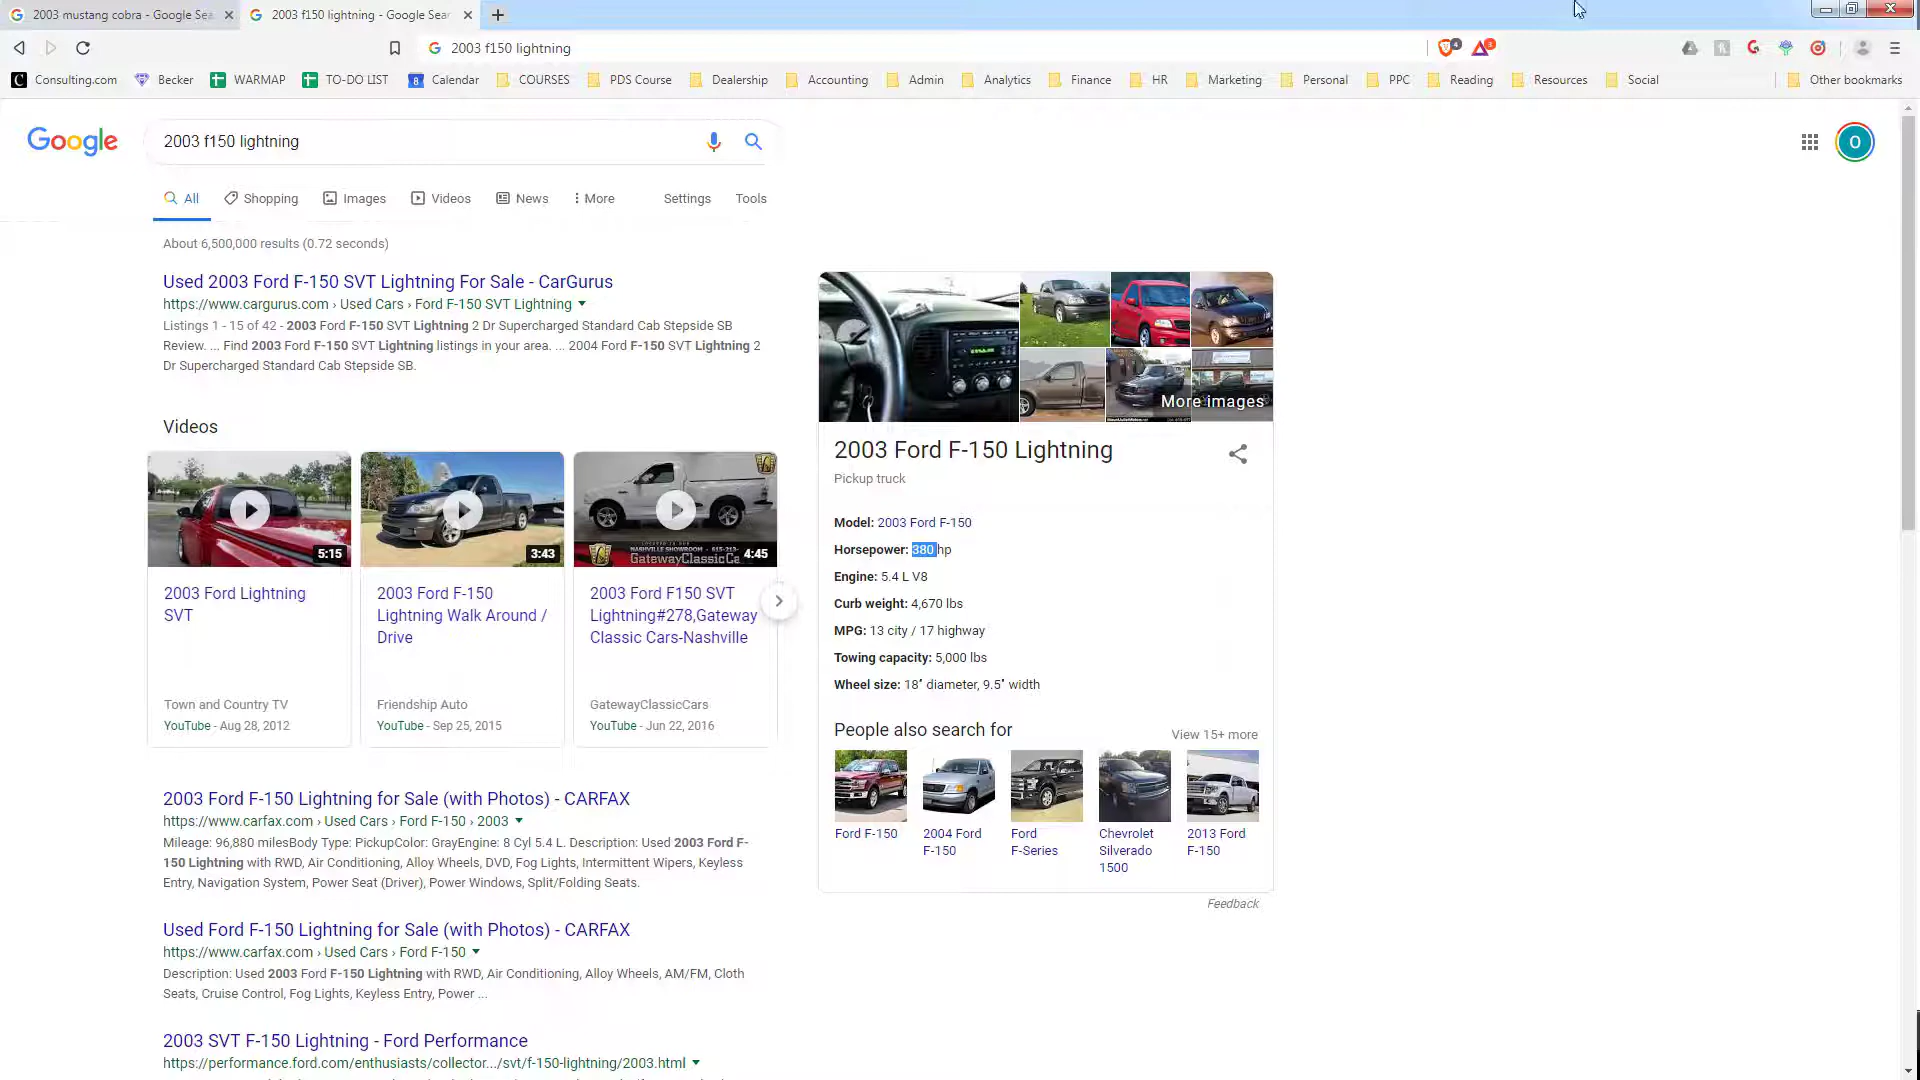 2003 mustang cobra - Google Sea
2003 f150 lightning - Google Sear
2003 f150 lightning
Consulting.com
Becker
WARMAP
TO-DO LIST
8
Calendar
COURSES
PDS Course
Dealership
Accounting
Admin
Analytics
Finance
HR
Marketing
Personal
PPC
Reading
Resources
Social
Other bookmarks
Google
2003 f150 lightning
O
All
Shopping
Images
Videos
News
More
Settings
Tools
About 6,500,000 results (0.72 seconds)
Used 2003 Ford F-150 SVT Lightning For Sale - CarGurus
https://www.cargurus.com › Used Cars › Ford F-150 SVT Lightning
Listings 1 - 15 of 42 - 2003 Ford F-150 SVT Lightning 2 Dr Supercharged Standard Cab Stepside SB
Review. ... Find 2003 Ford F-150 SVT Lightning listings in your area. ... 2004 Ford F-150 SVT Lightning 2
Dr Supercharged Standard Cab Stepside SB.
Videos
5:15
3:43
NASHVILLE SHOWROOM - 615-213-
GatewayClassicCa
4:45
2003 Ford Lightning
SVT
Town and Country TV
YouTube - Aug 28, 2012
2003 Ford F-150
Lightning Walk Around /
Drive
Friendship Auto
YouTube - Sep 25, 2015
2003 Ford F150 SVT
Lightning#278,Gateway
Classic Cars-Nashville
GatewayClassicCars
YouTube - Jun 22, 2016
2003 Ford F-150 Lightning for Sale (with Photos) - CARFAX
https://www.carfax.com › Used Cars › Ford F-150 › 2003
Mileage: 96,880 milesBody Type: PickupColor: GrayEngine: 8 Cyl 5.4 L. Description: Used 2003 Ford F-
150 Lightning with RWD, Air Conditioning, Alloy Wheels, DVD, Fog Lights, Intermittent Wipers, Keyless
Entry, Navigation System, Power Seat (Driver), Power Windows, Split/Folding Seats.
Used Ford F-150 Lightning for Sale (with Photos) - CARFAX
https://www.carfax.com › Used Cars › Ford F-150
Description: Used 2003 Ford F-150 Lightning with RWD, Air Conditioning, Alloy Wheels, AM/FM, Cloth
Seats, Cruise Control, Fog Lights, Keyless Entry, Power ...
2003 SVT F-150 Lightning - Ford Performance
https://performance.ford.com/enthusiasts/collector.../svt/f-150-lightning/2003.html
More images
2003 Ford F-150 Lightning
Pickup truck
Model: 2003 Ford F-150
Horsepower: 380 hp
Engine: 5.4 L V8
Curb weight: 4,670 lbs
MPG: 13 city / 17 highway
Towing capacity: 5,000 lbs
Wheel size: 18″ diameter, 9.5″ width
People also search for
View 15+ more
Ford F-150
2004 Ford
F-150
Ford
F-Series
Chevrolet
Silverado
1500
2013 Ford
F-150
Feedback